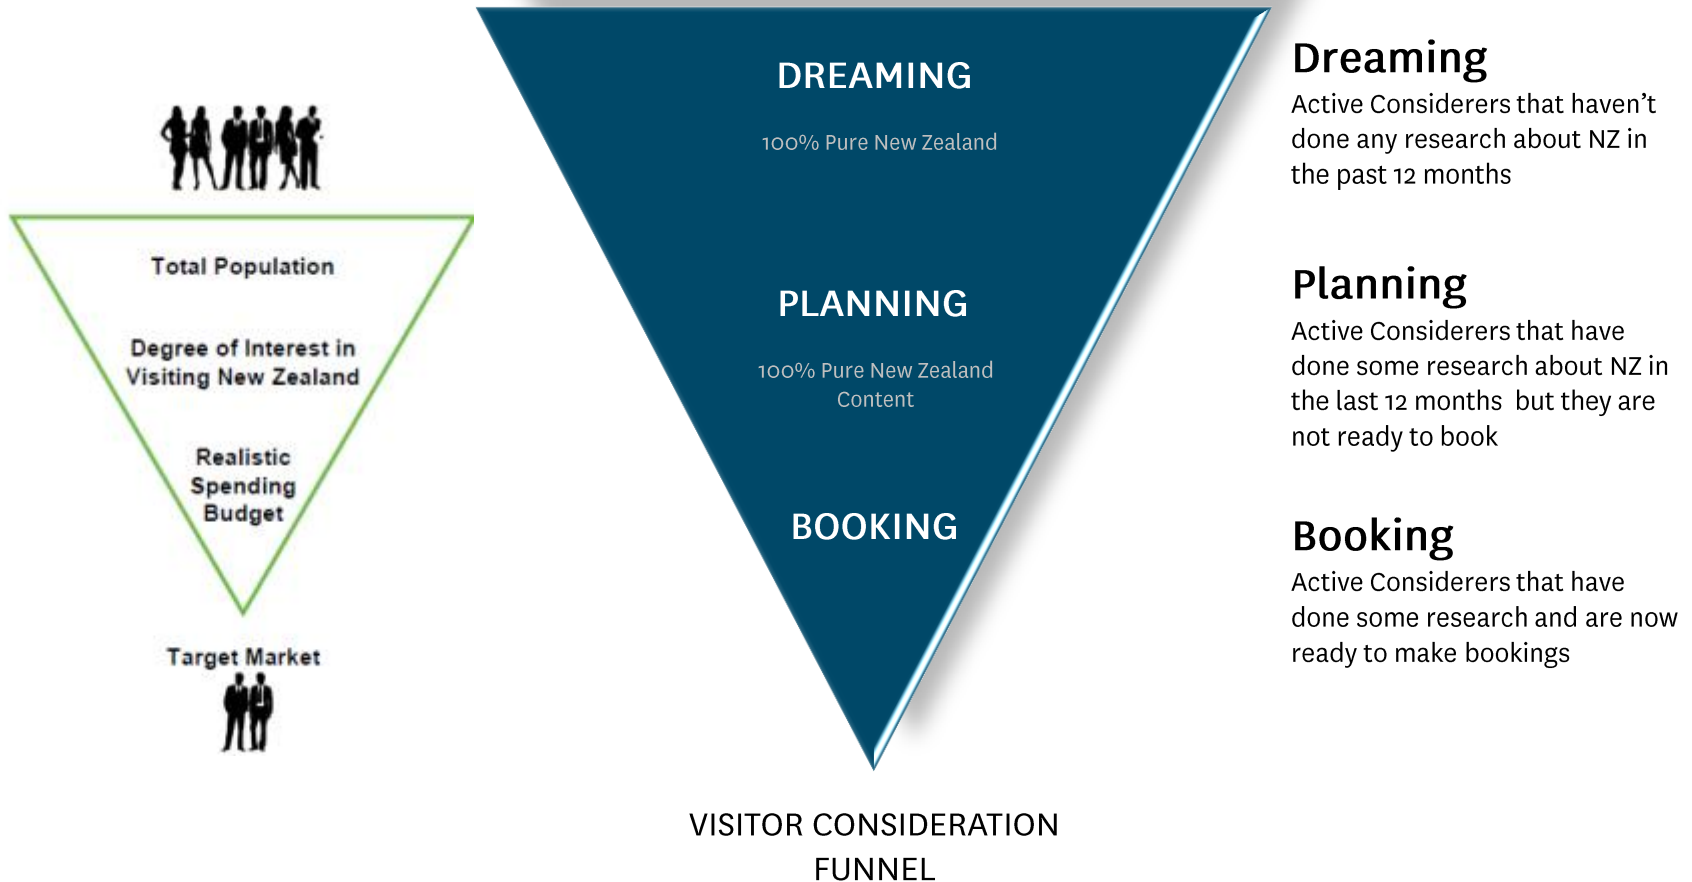 Total Population
Degree of Interest in
Visiting New Zealand
Realistic
Spending
Budget
Target Market
DREAMING
100% Pure New Zealand
PLANNING
100% Pure New Zealand
Content
BOOKING
VISITOR CONSIDERATION
FUNNEL
Dreaming
Active Considerers that haven’t
done any research about NZ in
the past 12 months
Planning
Active Considerers that have
done some research about NZ in
the last 12 months but they are
not ready to book
Booking
Active Considerers that have
done some research and are now
ready to make bookings